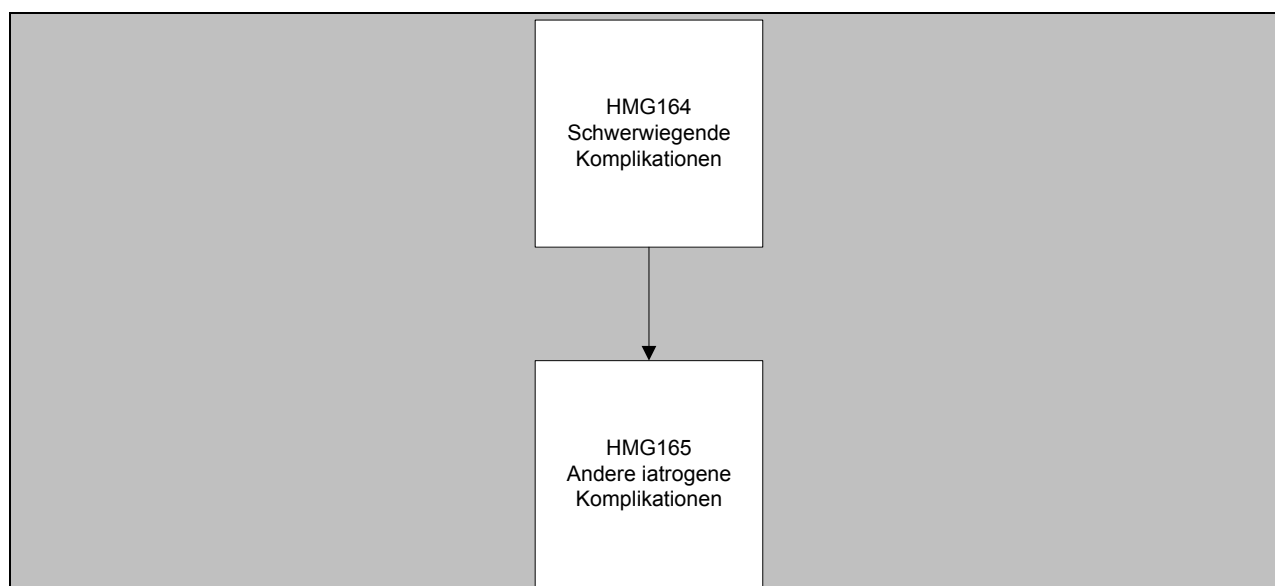 HMG164
Schwerwiegende
Komplikationen
HMG165
Andere iatrogene
Komplikationen